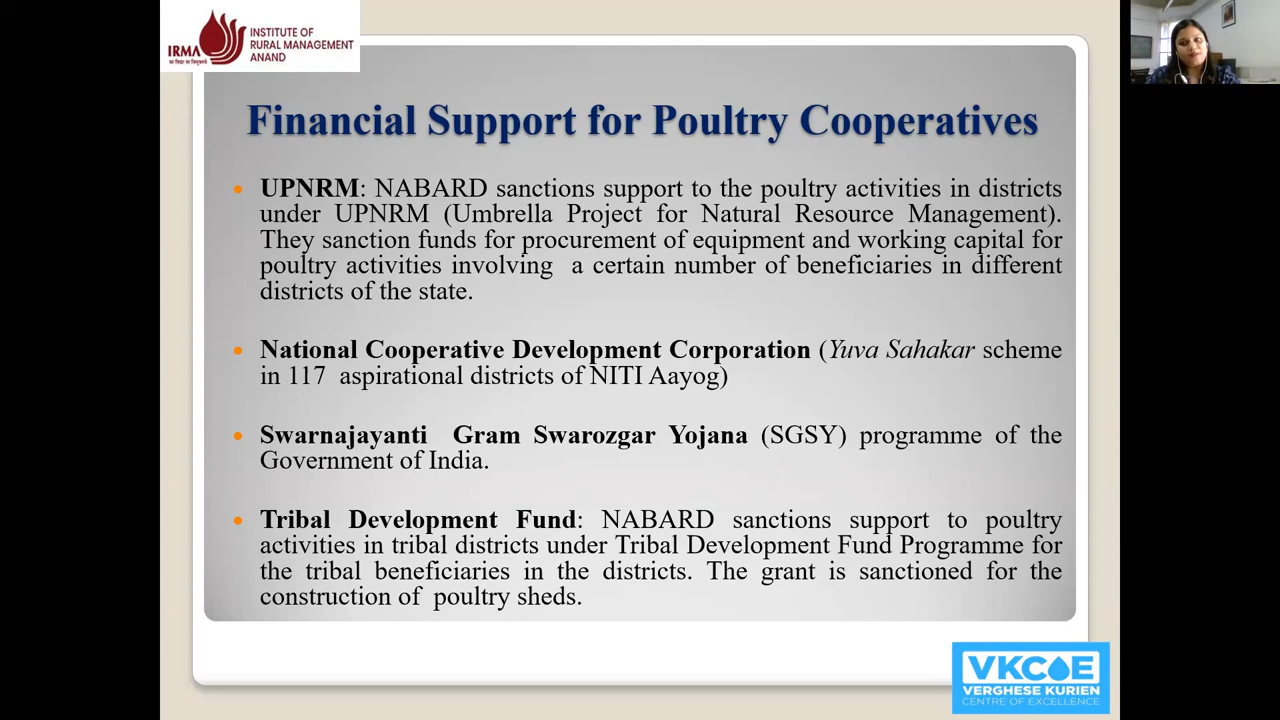 IRMA
INSTITUTE OF
RURAL MANAGEMENT
ANAND
Financial Support for Poultry Cooperatives
• UPNRM: NABARD sanctions support to the poultry activities in districts
under UPNRM (Umbrella Project for Natural Resource Management).
They sanction funds for procurement of equipment and working capital for
poultry activities involving a certain number of beneficiaries in different
districts of the state.
• National Cooperative Development Corporation (Yuva Sahakar scheme
in 117 aspirational districts of NITI Aayog)
• Swarnajayanti Gram Swarozgar Yojana (SGSY) programme of the
Government of India.
• Tribal Development Fund: NABARD sanctions support to poultry
activities in tribal districts under Tribal Development Fund Programme for
the tribal beneficiaries in the districts. The grant is sanctioned for the
construction of poultry sheds.
VKCOE
VERGHESE KURIEN
CENTRE OF EXCELLENCE